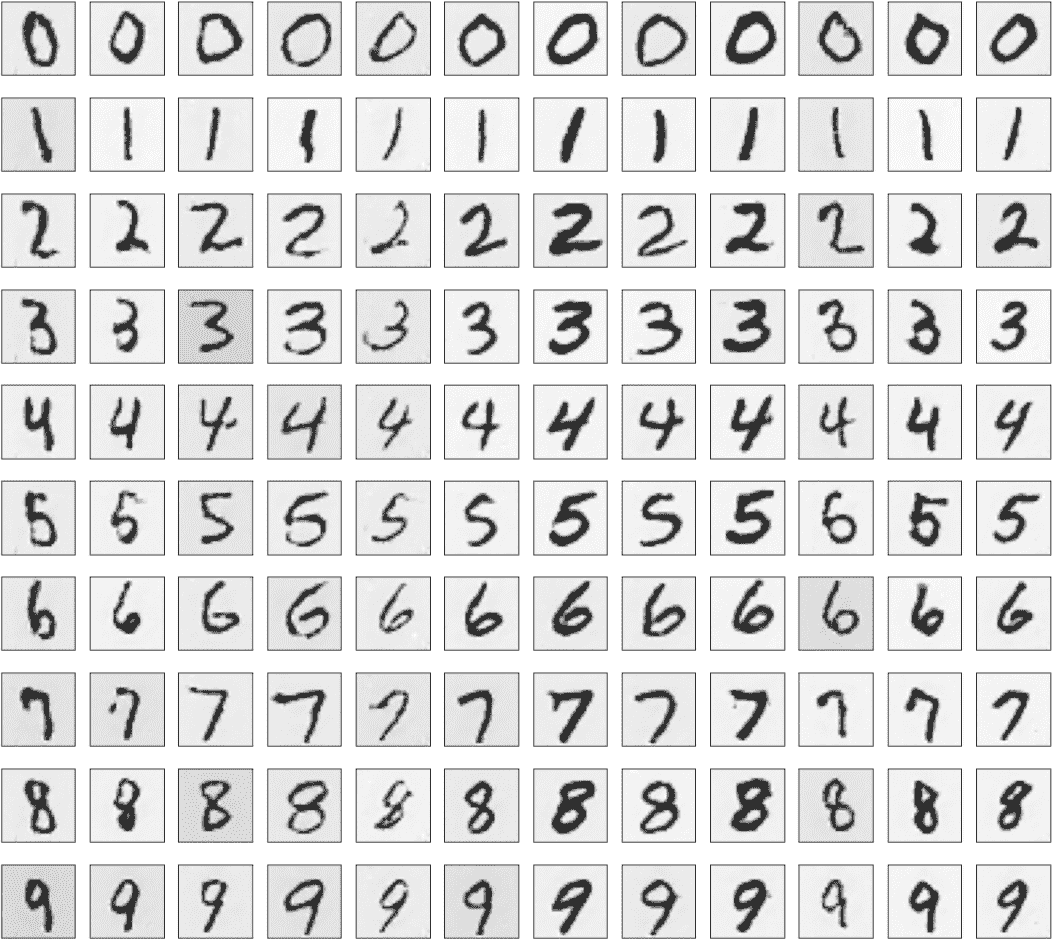 0 0 0 0 0 0 0 0 0 0 0 0
1 1 1 1 1 1 1 1 1 1 1 1
2 2 2 2 2 2 2 2 2 2 2 2
3 3 3 3 3 3 3 3 3 3 3 3
4 4 4 4 4 4 4 4 4 4 4 4
5 5 5 5 5 5 5 5 5 5 5 5
6 6 6 6 6 6 6 6 6 6 6 6
7 7 7 7 7 7 7 7 7 7 7 7
8 8 8 8 8 8 8 8 8 8 8 8
9 9 9 9 9 9 9 9 9 9 9 9